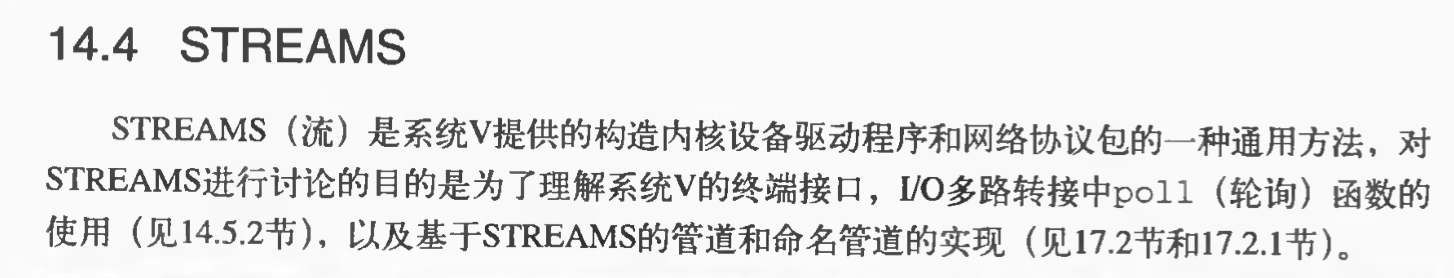 14.4 STREAMS
STREAMS（流）是系统V提供的构造内核设备驱动程序和网络协议包的一种通用方法，对
STREAMS进行讨论的目的是为了理解系统V的终端接口，I/O多路转接中poll（轮询）函数的
使用（见14.5.2节），以及基于STREAMS的管道和命名管道的实现（见17.2节和17.2.1节）。